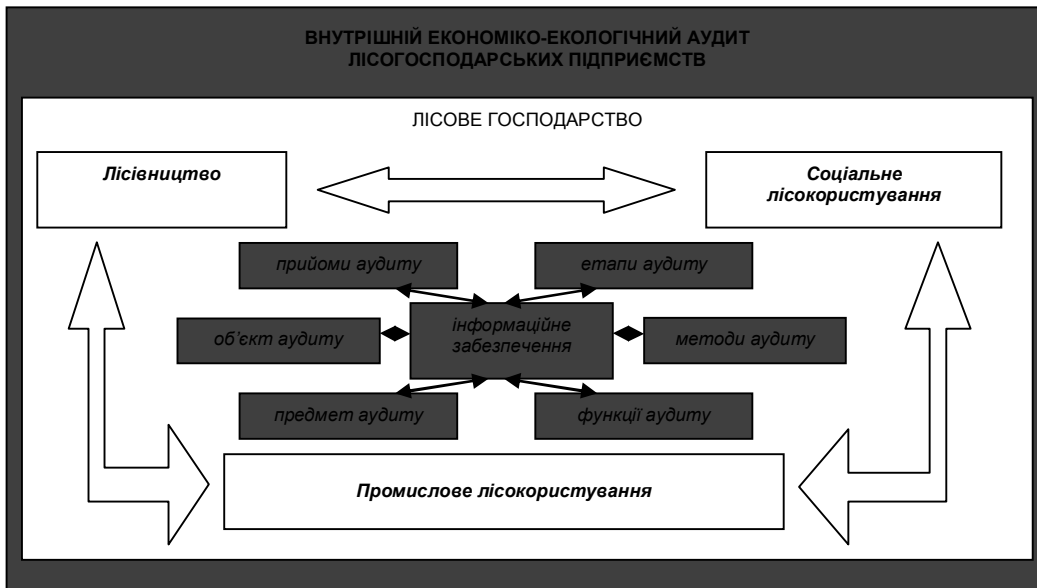 ВНУТРІШНІЙ ЕКОНОМІКО-ЕКОЛОГІЧНИЙ АУДИТ
ЛІСОГОСПОДАРСЬКИХ ПІДПРИЄМСТВ
ЛІСОВЕ ГОСПОДАРСТВО
Лісівництво
Соціальне
лісокористування
прийоми аудиту
етапи аудиту
інформаційне
забезпечення
об’єкт аудиту
методи аудиту
предмет аудиту
функції аудиту
Промислове лісокористування